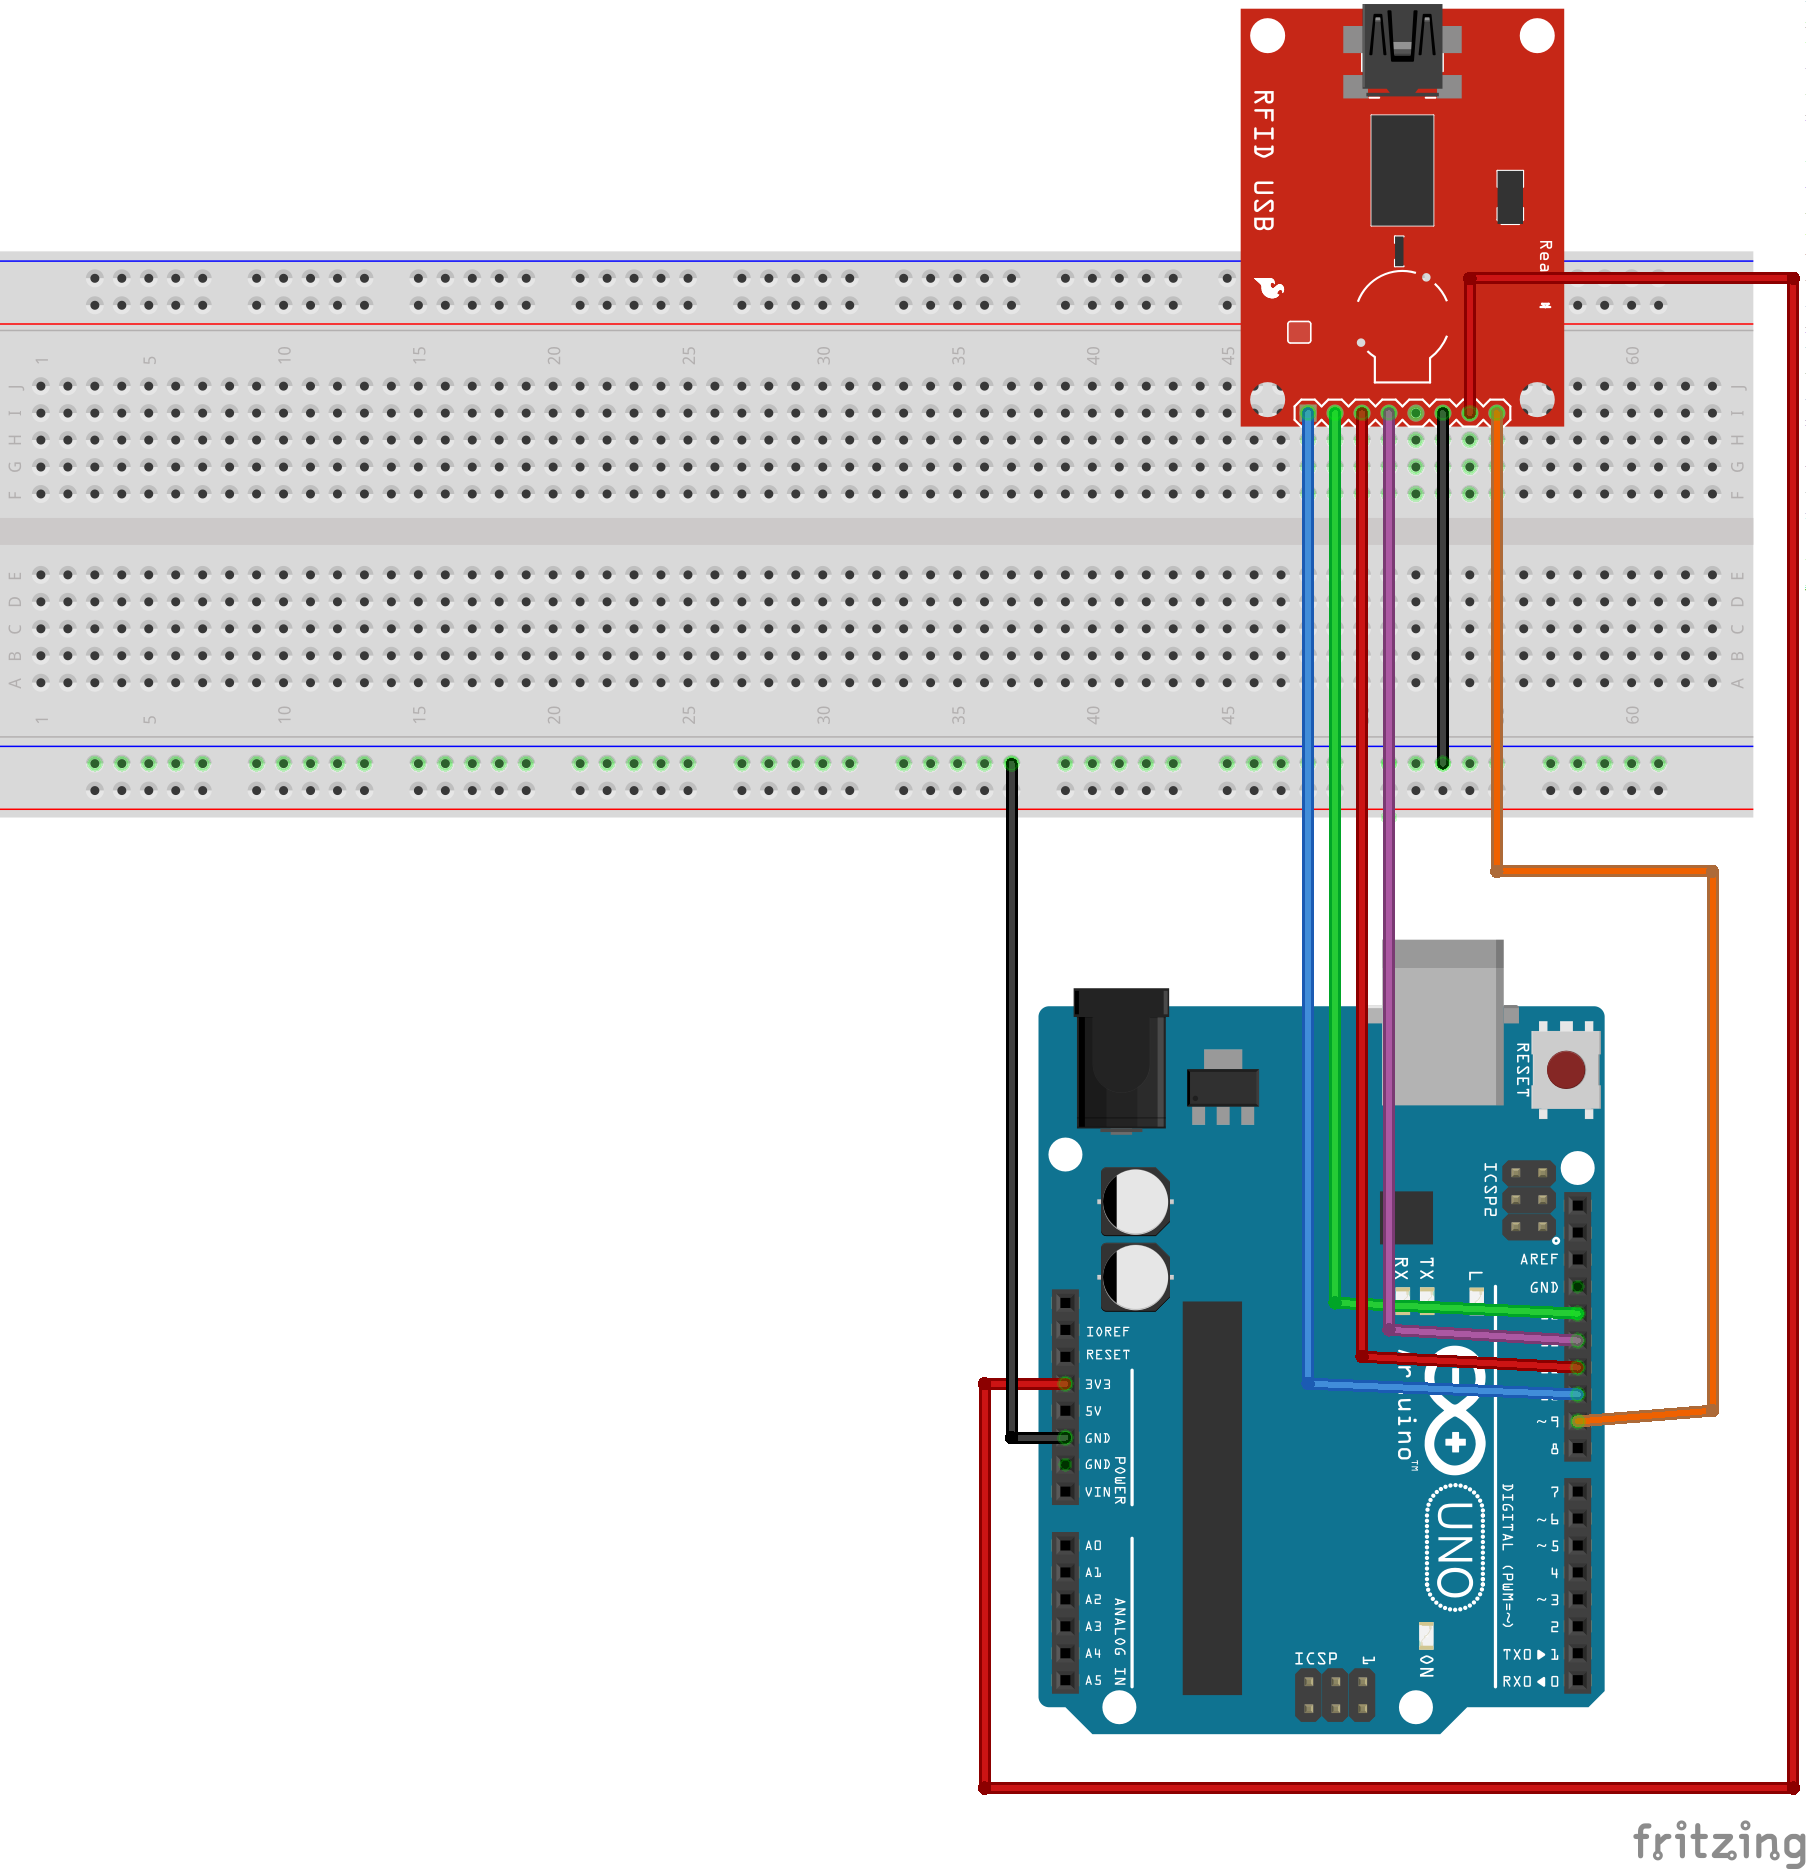 RFID USB
Rea
M
1 5 10 15 20 25 30 35 40 45 60
J J
I I
H H
G G
F F
E E
D D
C C
B B
A A
1 5 10 15 20 25 30 35 40 45 60
RESET
ICSP2
AREF
GND
RX TX L
IOREF
RESET
3V3
5V
GND
GND
VIN
POWER
~9
8
uino™
UNO
DIGITAL (PWM=~)
7
~6
~5
4
~3
2
TX0▶1
RX0◀0
A0
A1
A2
A3
A4
A5
ANALOG IN
ICSP 1
ON
fritzing